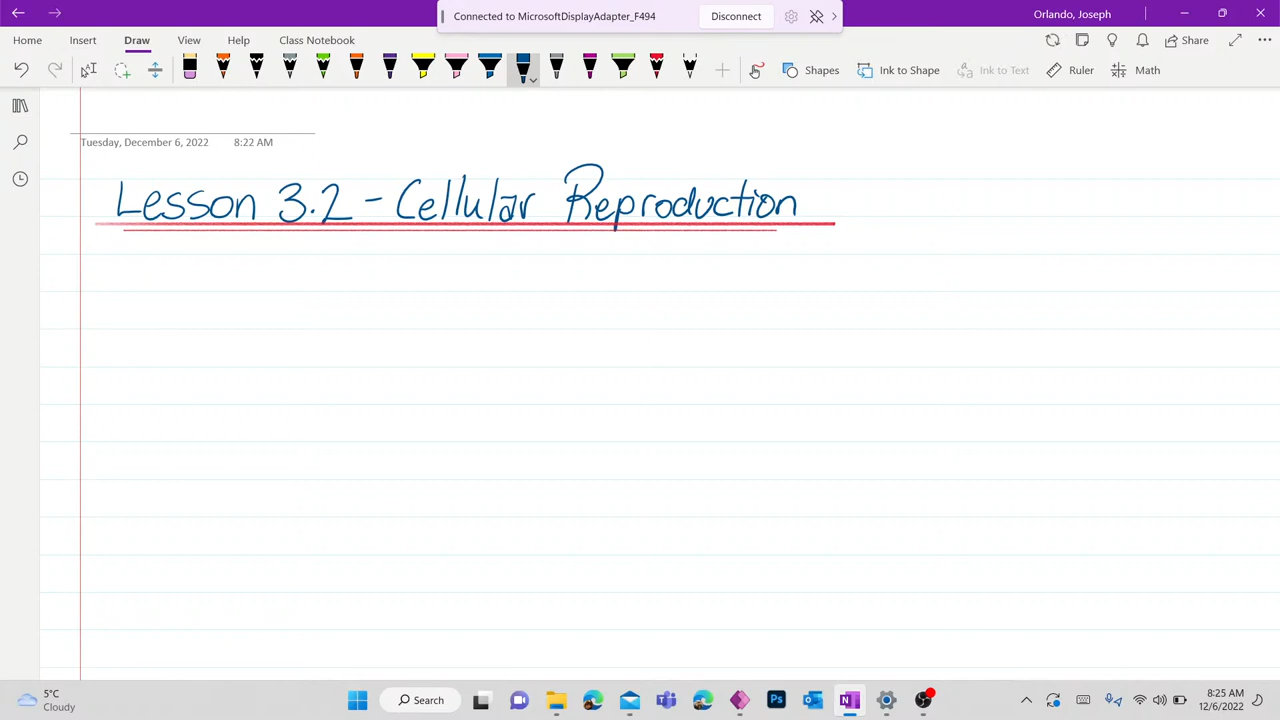 Connected to MicrosoftDisplayAdapter_F494
Disconnect
Orlando, Joseph
Home
Insert
Draw
View
Help
Class Notebook
Share
Shapes
Ink to Shape
Ink to Text
Ruler
Math
Tuesday, December 6, 2022
8:22 AM
Lesson 3.2 - Cellular Reproduction
5°C
Cloudy
Search
Ps
8:25 AM
12/6/2022